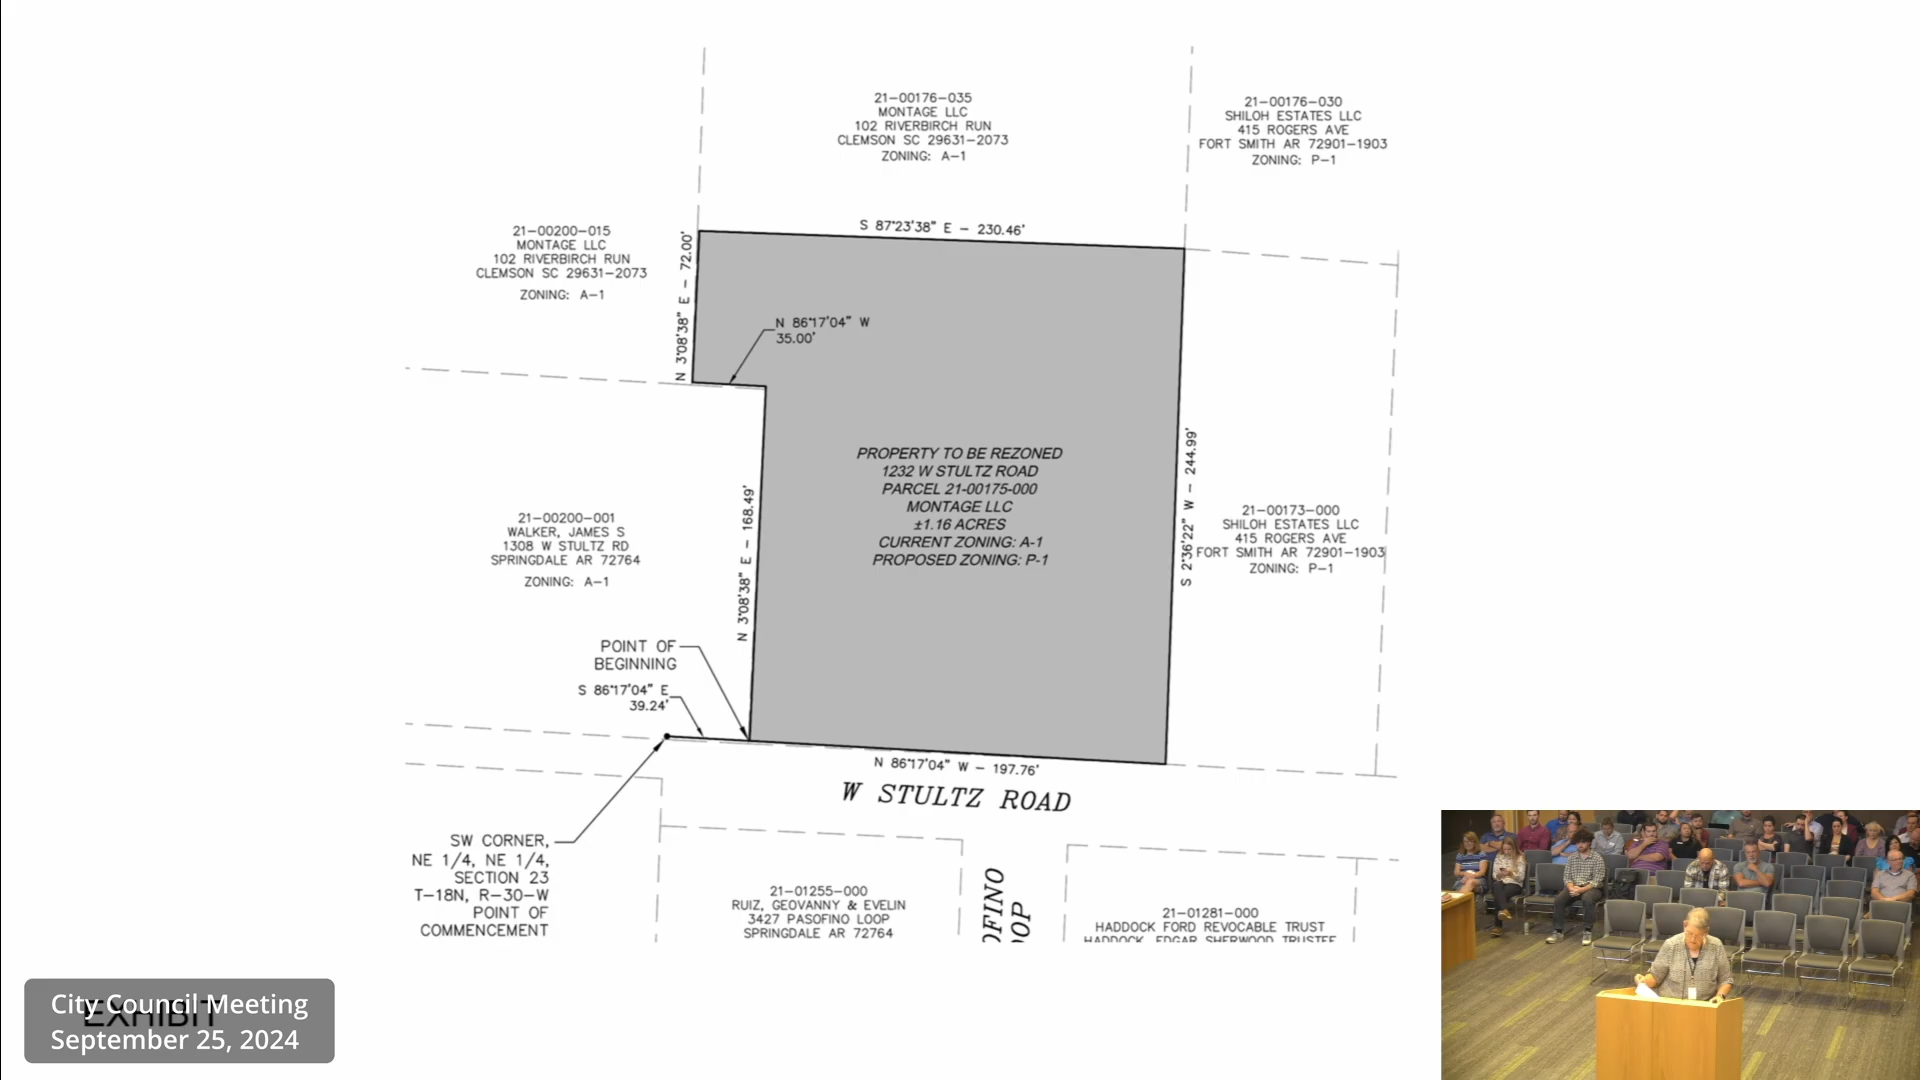 21-00176-035
MONTAGE LLC
102 RIVERBIRCH RUN
CLEMSON SC 29631-2073
ZONING: A-1
21-00176-030
SHILOH ESTATES LLC
415 ROGERS AVE
FORT SMITH AR 72901-1903
ZONING: P-1
21-00200-015
MONTAGE LLC
102 RIVERBIRCH RUN
CLEMSON SC 29631-2073
ZONING: A-1
N 3°08'38" E - 72.00'
S 87°23'38" E - 230.46'
N 86°17'04" W
35.00'
PROPERTY TO BE REZONED
1232 W STULTZ ROAD
PARCEL 21-00175-000
MONTAGE LLC
±1.16 ACRES
CURRENT ZONING: A-1
PROPOSED ZONING: P-1
S 2°36'22" W - 244.99'
21-00173-000
SHILOH ESTATES LLC
415 ROGERS AVE
FORT SMITH AR 72901-1903
ZONING: P-1
21-00200-001
WALKER, JAMES S
1308 W STULTZ RD
SPRINGDALE AR 72764
ZONING: A-1
N 3°08'38" E - 168.49'
POINT OF
BEGINNING
S 86°17'04" E
39.24'
N 86°17'04" W - 197.76'
W STULTZ ROAD
SW CORNER,
NE 1/4, NE 1/4,
SECTION 23
T-18N, R-30-W
POINT OF
COMMENCEMENT
21-01255-000
RUIZ, GEOVANNY & EVELIN
3427 PASOFINO LOOP
SPRINGDALE AR 72764
OFINO
OOP
21-01281-000
HADDOCK FORD REVOCABLE TRUST
HADDOCK, EDGAR SHERWOOD TRUSTEE
EXHIBIT
City Council Meeting
September 25, 2024